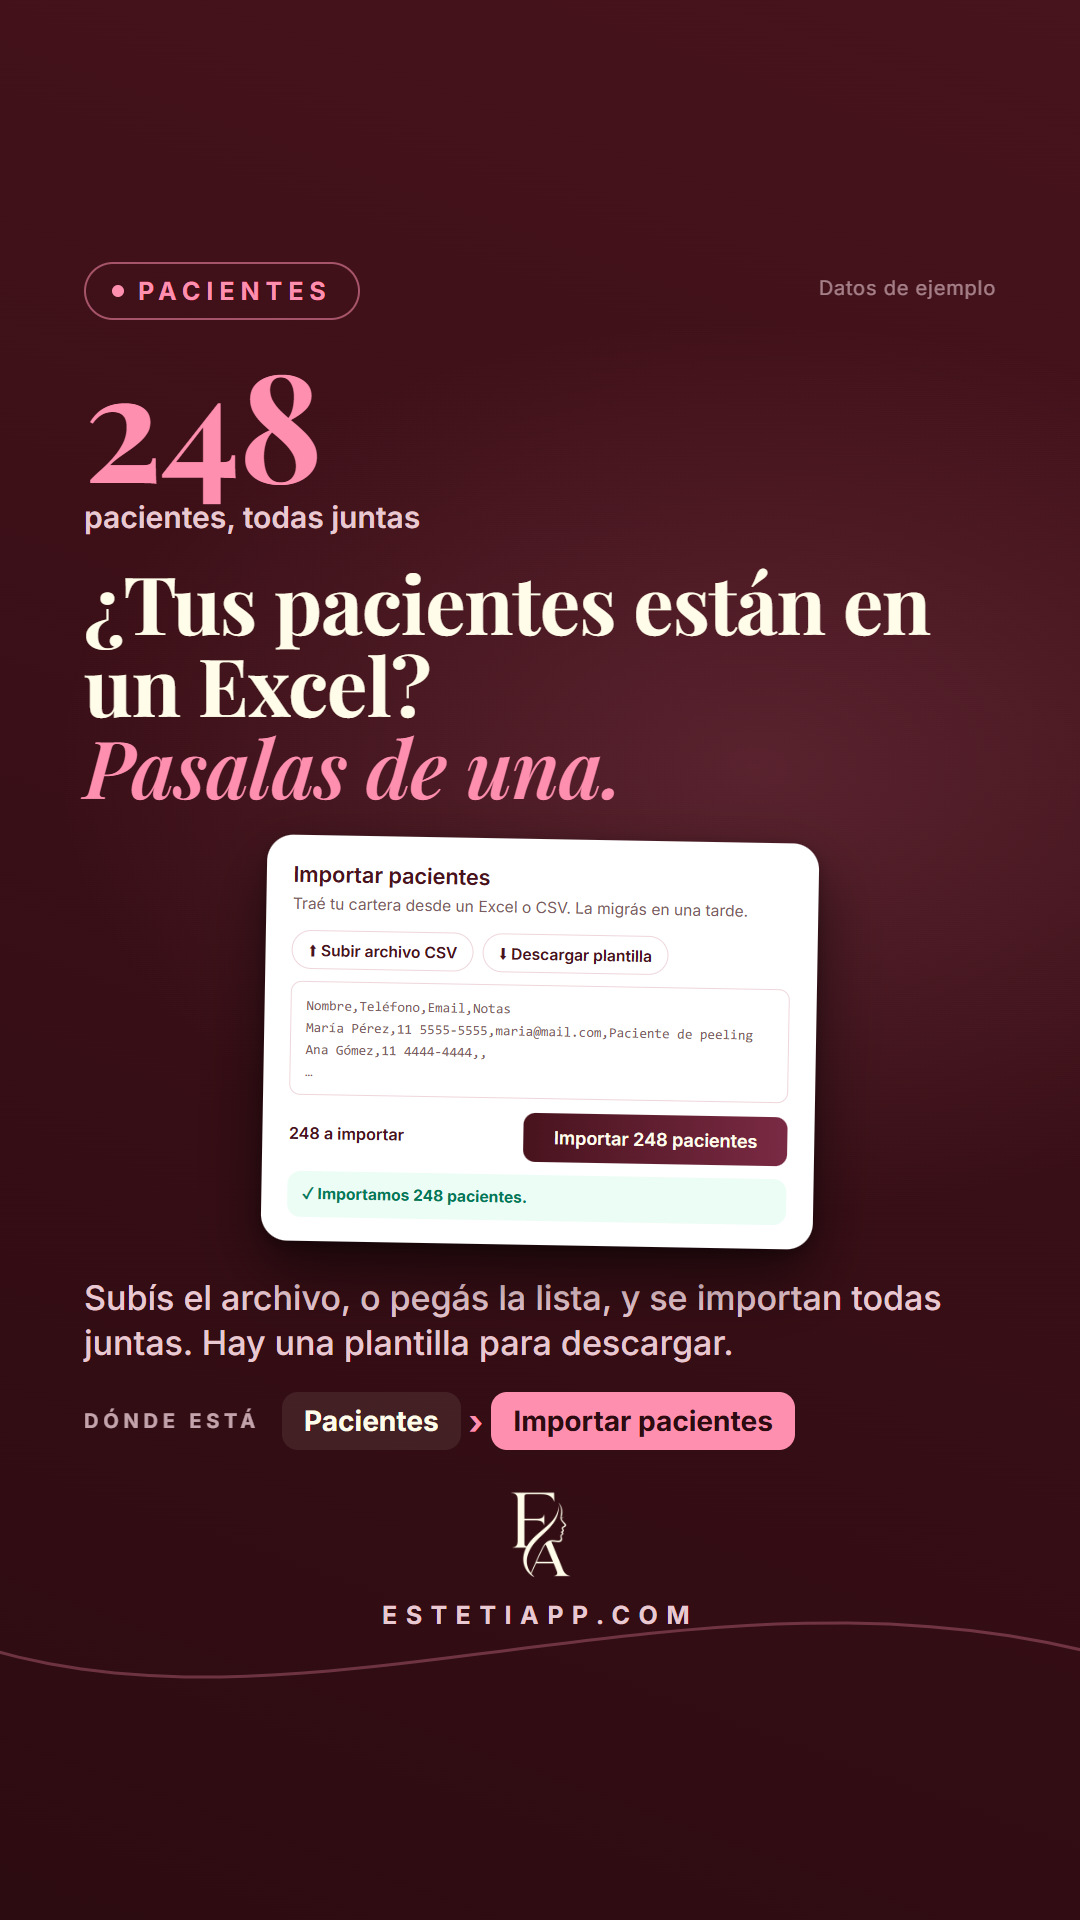 PACIENTES
Datos de ejemplo
248
pacientes, todas juntas
¿Tus pacientes están en
un Excel?
Pasalas de una.
Importar pacientes
Traé tu cartera desde un Excel o CSV. La migrás en una tarde.
⬆ Subir archivo CSV
⬇ Descargar plantilla
Nombre,Teléfono,Email,Notas
María Pérez,11 5555-5555,maria@mail.com,Paciente de peeling
Ana Gómez,11 4444-4444,,
…
248 a importar
Importar 248 pacientes
✓ Importamos 248 pacientes.
Subís el archivo, o pegás la lista, y se importan todas
juntas. Hay una plantilla para descargar.
DÓNDE ESTÁ
Pacientes › Importar pacientes
EA
ESTETIAPP.COM